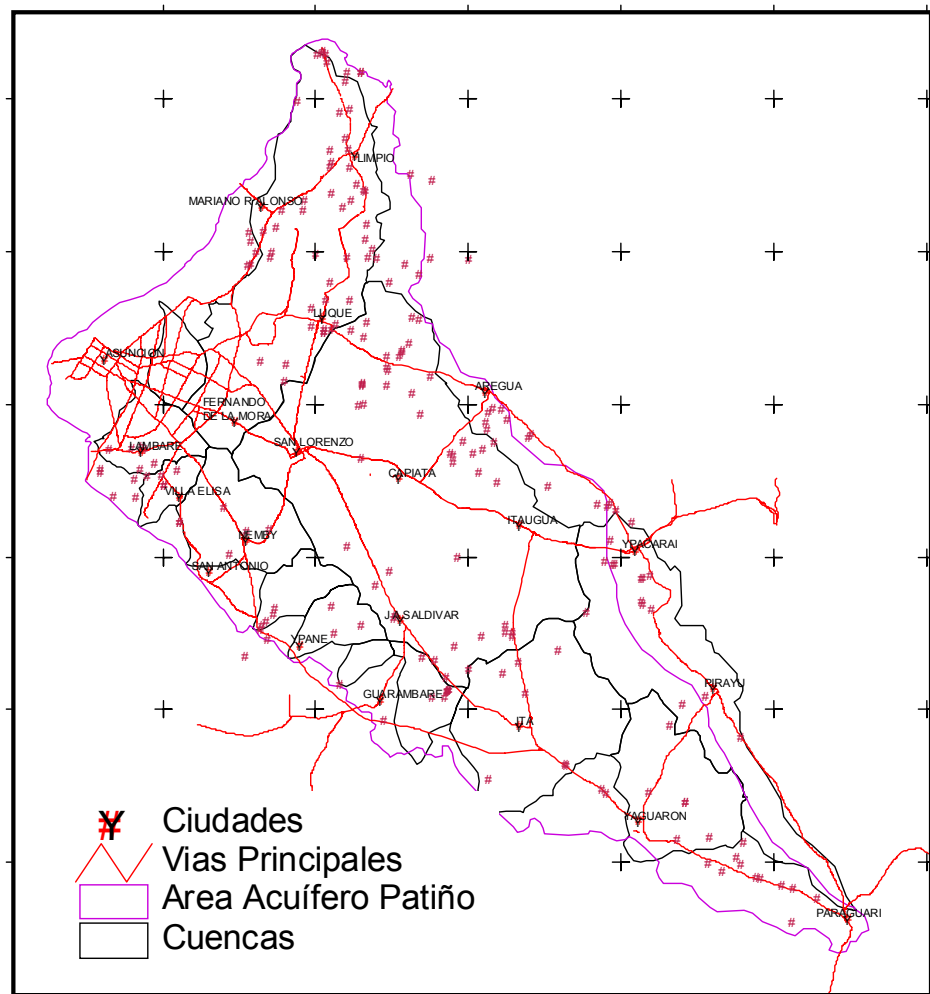 LIMPIO
MARIANO R ALONSO
LUQUE
ASUNCION
AREGUA
FERNANDO
DE LA MORA
LAMBARE
SAN LORENZO
CAPIATA
VILLA ELISA
ITAUGUA
ÑEMBY
YPACARAI
SAN ANTONIO
J.A SALDIVAR
YPANE
PIRAYU
GUARAMBARE
ITA
YAGUARON
PARAGUARI
Ciudades
Vias Principales
Area Acuífero Patiño
Cuencas